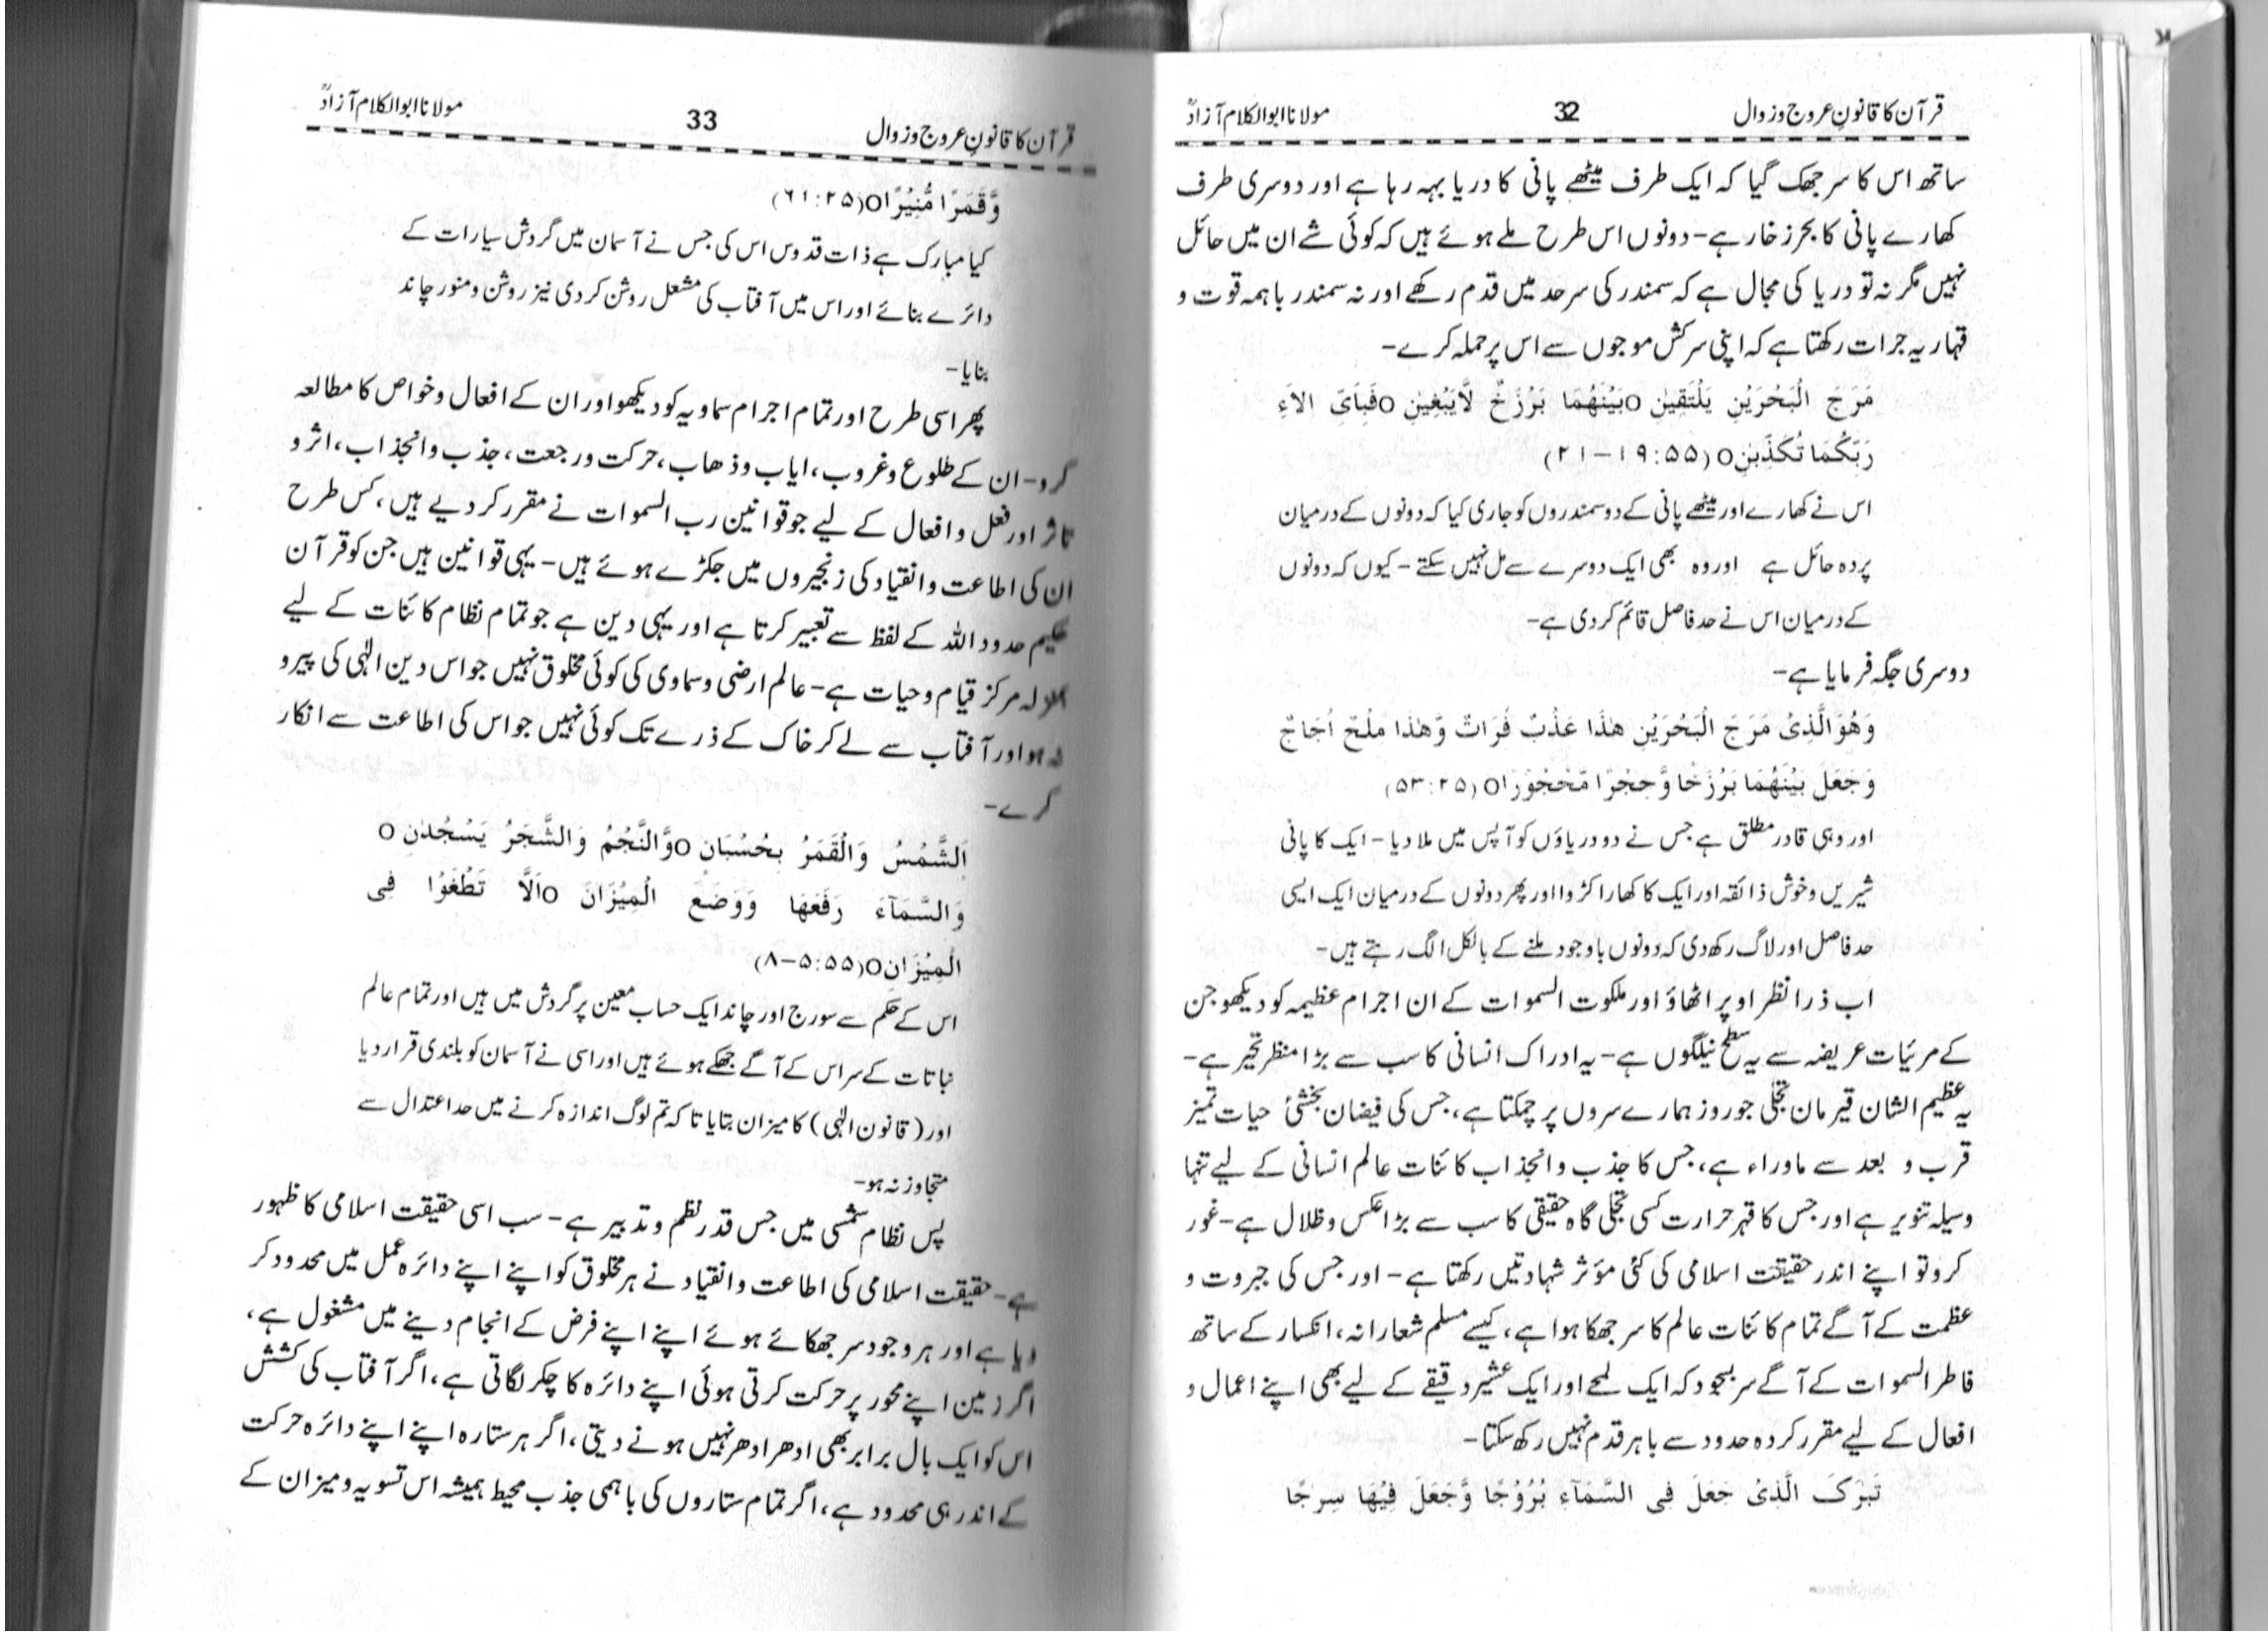 قرآن کا قانونِ عروج و زوال 32 مولانا ابوالکلام آزادؒ
ساتھ اس کا سر جھک گیا کہ ایک طرف میٹھے پانی کا دریا بہہ رہا ہے اور دوسری طرف
کھارے پانی کا بحر زخار ہے- دونوں اس طرح ملے ہوئے ہیں کہ کوئی شے ان میں حائل
نہیں مگر نہ تو دریا کی مجال ہے کہ سمندر کی سرحد میں قدم رکھے اور نہ سمندر باہمہ قوت و
قہار یہ جرات رکھتا ہے کہ اپنی سرکش موجوں سے اس پر حملہ کرے-
مَرَجَ الْبَحْرَيْنِ يَلْتَقِيٰنِ o بَيْنَهُمَا بَرْزَخٌ لَّايَبْغِيٰنِ o فَبِاَيِّ الٰاءِ
رَبِّكُمَا تُكَذِّبٰنِ o (۵۵:۱۹-۲۱)
اس نے کھارے اور میٹھے پانی کے دو سمندروں کو جاری کیا کہ دونوں کے درمیان
پردہ حائل ہے اور وہ بھی ایک دوسرے سے مل نہیں سکتے- کیوں کہ دونوں
کے درمیان اس نے حد فاصل قائم کر دی ہے-
دوسری جگہ فرمایا ہے-
وَهُوَ الَّذِىْ مَرَجَ الْبَحْرَيْنِ هٰذَا عَذْبٌ فُرَاتٌ وَّهٰذَا مِلْحٌ اُجَاجٌ
وَجَعَلَ بَيْنَهُمَا بَرْزَخًا وَّحِجْرًا مَّحْجُوْرًا o (۲۵:۵۳)
اور وہی قادر مطلق ہے جس نے دو دریاؤں کو آپس میں ملا دیا- ایک کا پانی
شیریں و خوش ذائقہ اور ایک کا کھارا کڑوا اور پھر دونوں کے درمیان ایک ایسی
حد فاصل اور لاگ رکھ دی کہ دونوں باوجود ملنے کے بالکل الگ رہتے ہیں-
اب ذرا نظر اوپر اٹھاؤ اور ملکوت السموات کے ان اجرام عظیمہ کو دیکھو جن
کے مرئیات عریضہ سے یہ سطح نیلگوں ہے- یہ ادراک انسانی کا سب سے بڑا منظر تحیر ہے-
یہ عظیم الشان قہرمان تجلی جو روز ہمارے سروں پر چمکتا ہے، جس کی فیضان بخشئ حیات تمیز
قرب و بعد سے ماوراء ہے، جس کا جذب و انجذاب کائنات عالم انسانی کے لیے تنہا
وسیلہ تنویر ہے اور جس کا قہر حرارت کسی تجلی گاہ حقیقی کا سب سے بڑا عکس و ظلال ہے- غور
کرو تو اپنے اندر حقیقت اسلامی کی کئی مؤثر شہادتیں رکھتا ہے- اور جس کی جبروت و
عظمت کے آگے تمام کائنات عالم کا سر جھکا ہوا ہے، کیسے مسلم شعارانہ، انکسار کے ساتھ
فاطر السموات کے آگے سر بسجود کہ ایک لمحے اور ایک عشیر دقیقے کے لیے بھی اپنے اعمال و
افعال کے لیے مقرر کردہ حدود سے باہر قدم نہیں رکھ سکتا-
تَبٰرَكَ الَّذِىْ جَعَلَ فِى السَّمَآءِ بُرُوْجًا وَّجَعَلَ فِيْهَا سِرٰجًا
قرآن کا قانونِ عروج و زوال 33 مولانا ابوالکلام آزادؒ
وَّقَمَرًا مُّنِيْرًا o (۲۵:۶۱)
کیا مبارک ہے ذات قدوس اس کی جس نے آسمان میں گردش سیارات کے
دائرے بنائے اور اس میں آفتاب کی مشعل روشن کر دی نیز روشن و منور چاند
بنایا-
پھر اسی طرح اور تمام اجرام سماویہ کو دیکھو اور ان کے افعال و خواص کا مطالعہ
کرو- ان کے طلوع و غروب، ایاب و ذھاب، حرکت و رجعت، جذب و انجذاب، اثر و
تاثر اور فعل و افعال کے لیے جو قوانین رب السموات نے مقرر کر دیے ہیں، کس طرح
ان کی اطاعت و انقیاد کی زنجیروں میں جکڑے ہوئے ہیں- یہی قوانین ہیں جن کو قرآن
حکیم حدود اللہ کے لفظ سے تعبیر کرتا ہے اور یہی دین ہے جو تمام نظام کائنات کے لیے
بمنزلہ مرکز قیام و حیات ہے- عالم ارضی و سماوی کی کوئی مخلوق نہیں جو اس دین الٰہی کی پیرو
نہ ہو اور آفتاب سے لے کر خاک کے ذرے تک کوئی نہیں جو اس کی اطاعت سے انکار
کرے-
اَلشَّمْسُ وَالْقَمَرُ بِحُسْبَانٍ o وَّالنَّجْمُ وَالشَّجَرُ يَسْجُدٰنِ o
وَالسَّمَآءَ رَفَعَهَا وَوَضَعَ الْمِيْزَانَ o اَلَّا تَطْغَوْا فِى
الْمِيْزَانِ o (۵۵:۵-۸)
اس کے حکم سے سورج اور چاند ایک حساب معین پر گردش میں ہیں اور تمام عالم
نباتات کے سر اس کے آگے جھکے ہوئے ہیں اور اسی نے آسمان کو بلندی قرار دیا
اور (قانون الٰہی) کا میزان بتایا تا کہ تم لوگ اندازہ کرنے میں حد اعتدال سے
متجاوز نہ ہو-
پس نظام شمسی میں جس قدر نظم و تدبیر ہے- سب اسی حقیقت اسلامی کا ظہور
ہے- حقیقت اسلامی کی اطاعت و انقیاد نے ہر مخلوق کو اپنے اپنے دائرہ عمل میں محدود کر
دیا ہے اور ہر وجود سر جھکائے ہوئے اپنے اپنے فرض کے انجام دینے میں مشغول ہے،
اگر زمین اپنے محور پر حرکت کرتی ہوئی اپنے دائرہ کا چکر لگاتی ہے، اگر آفتاب کی کشش
اس کو ایک بال برابر بھی ادھر ادھر نہیں ہونے دیتی، اگر ہر ستارہ اپنے اپنے دائرہ حرکت
کے اندر ہی محدود ہے، اگر تمام ستاروں کی باہمی جذب محیط ہمیشہ اس تسویہ و میزان کے